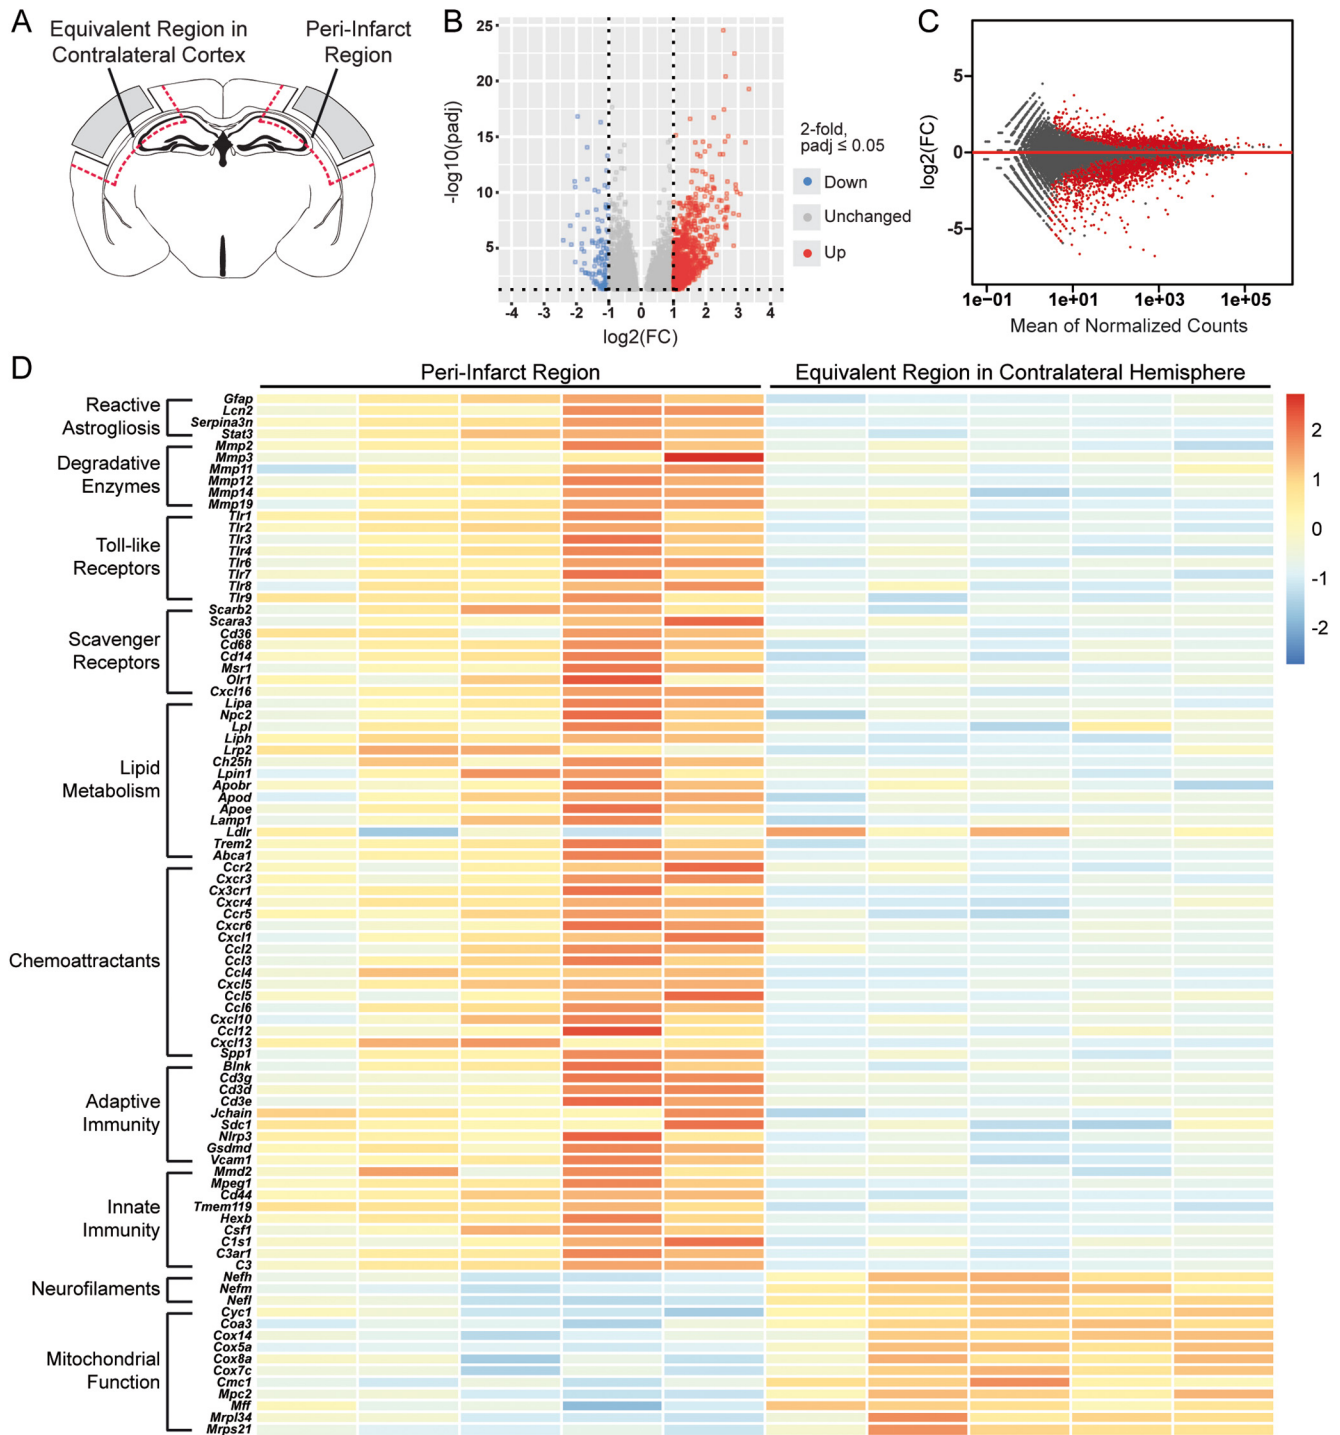 A
Equivalent Region in
Contralateral Cortex
Peri-Infarct
Region
B
-log10(padj)
25
20
15
10
5
-4 -3 -2 -1 0 1 2 3 4
log2(FC)
2-fold,
padj ≤ 0.05
Down
Unchanged
Up
C
log2(FC)
5
0
-5
1e−01 1e+01 1e+03 1e+05
Mean of Normalized Counts
D
Peri-Infarct Region
Equivalent Region in Contralateral Hemisphere
2
1
0
-1
-2
Reactive
Astrogliosis
Gfap
Lcn2
Serpina3n
Stat3
Degradative
Enzymes
Mmp2
Mmp3
Mmp11
Mmp12
Mmp14
Mmp19
Toll-like
Receptors
Tlr1
Tlr2
Tlr3
Tlr4
Tlr6
Tlr7
Tlr8
Tlr9
Scavenger
Receptors
Scarb2
Scara3
Cd36
Cd68
Cd14
Msr1
Olr1
Cxcl16
Lipid
Metabolism
Lipa
Npc2
Lpl
Liph
Lrp2
Ch25h
Lpin1
Apobr
Apod
Apoe
Lamp1
Ldlr
Trem2
Abca1
Chemoattractants
Ccr2
Cxcr3
Cx3cr1
Cxcr4
Ccr5
Cxcr6
Cxcl1
Ccl2
Ccl3
Ccl4
Cxcl5
Ccl5
Ccl6
Cxcl10
Ccl12
Cxcl13
Spp1
Adaptive
Immunity
Blnk
Cd3g
Cd3d
Cd3e
Jchain
Sdc1
Nlrp3
Gsdmd
Vcam1
Innate
Immunity
Mmd2
Mpeg1
Cd44
Tmem119
Hexb
Csf1
C1s1
C3ar1
C3
Neurofilaments
Nefh
Nefm
Nefl
Mitochondrial
Function
Cyc1
Coa3
Cox14
Cox5a
Cox8a
Cox7c
Cmc1
Mpc2
Mff
Mrpl34
Mrps21